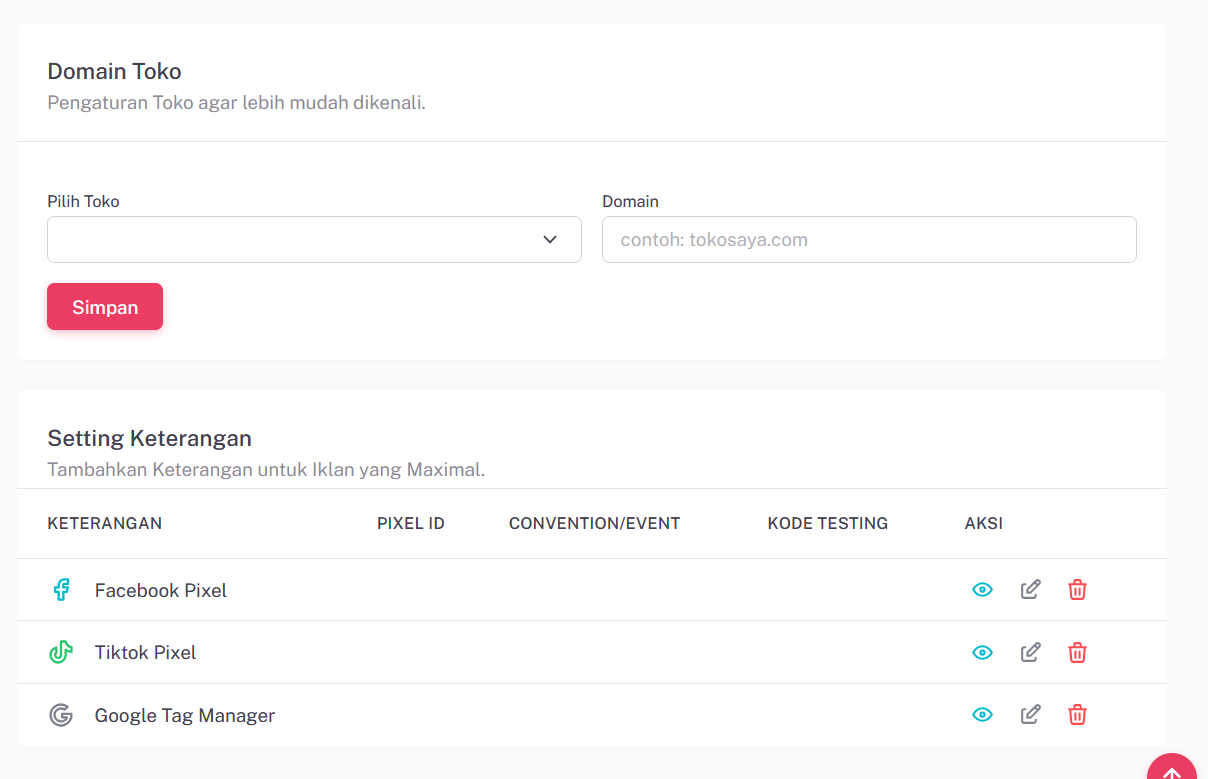 Domain Toko
Pengaturan Toko agar lebih mudah dikenali.
Pilih Toko
Domain
contoh: tokosaya.com
Simpan
Setting Keterangan
Tambahkan Keterangan untuk Iklan yang Maximal.
KETERANGAN PIXEL ID CONVENTION/EVENT KODE TESTING AKSI
Facebook Pixel
Tiktok Pixel
Google Tag Manager